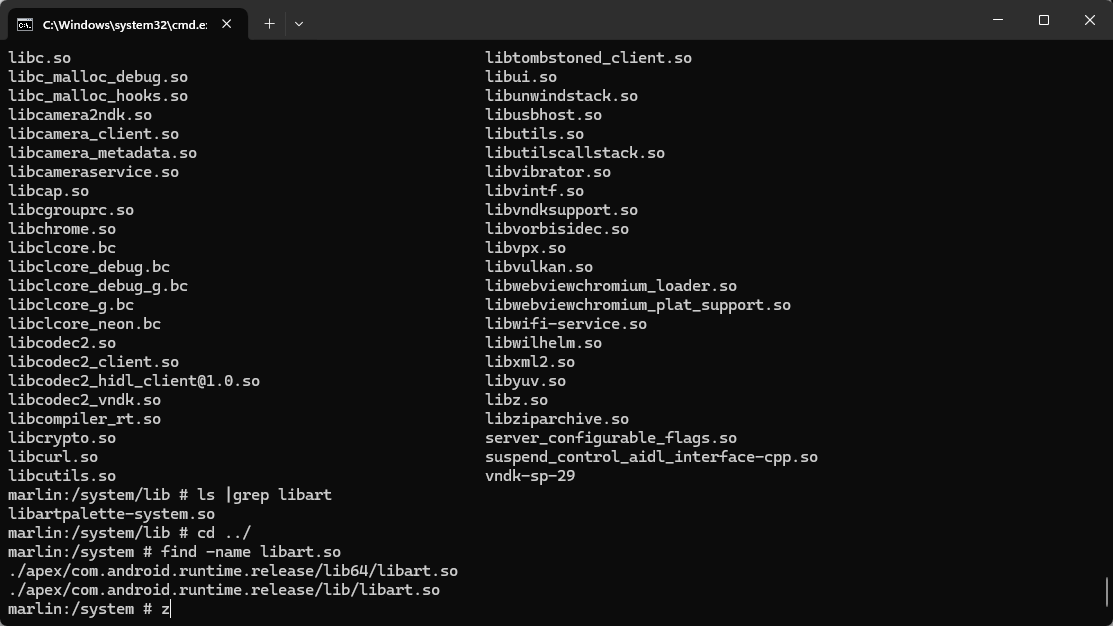 C:\Windows\system32\cmd.e
libc.so libtombstoned_client.so
libc_malloc_debug.so libui.so
libc_malloc_hooks.so libunwindstack.so
libcamera2ndk.so libusbhost.so
libcamera_client.so libutils.so
libcamera_metadata.so libutilscallstack.so
libcameraservice.so libvibrator.so
libcap.so libvintf.so
libcgrouprc.so libvndksupport.so
libchrome.so libvorbisidec.so
libclcore.bc libvpx.so
libclcore_debug.bc libvulkan.so
libclcore_debug_g.bc libwebviewchromium_loader.so
libclcore_g.bc libwebviewchromium_plat_support.so
libclcore_neon.bc libwifi-service.so
libcodec2.so libwilhelm.so
libcodec2_client.so libxml2.so
libcodec2_hidl_client@1.0.so libyuv.so
libcodec2_vndk.so libz.so
libcompiler_rt.so libziparchive.so
libcrypto.so server_configurable_flags.so
libcurl.so suspend_control_aidl_interface-cpp.so
libcutils.so vndk-sp-29
marlin:/system/lib # ls |grep libart
libartpalette-system.so
marlin:/system/lib # cd ../
marlin:/system # find -name libart.so
./apex/com.android.runtime.release/lib64/libart.so
./apex/com.android.runtime.release/lib/libart.so
marlin:/system # z